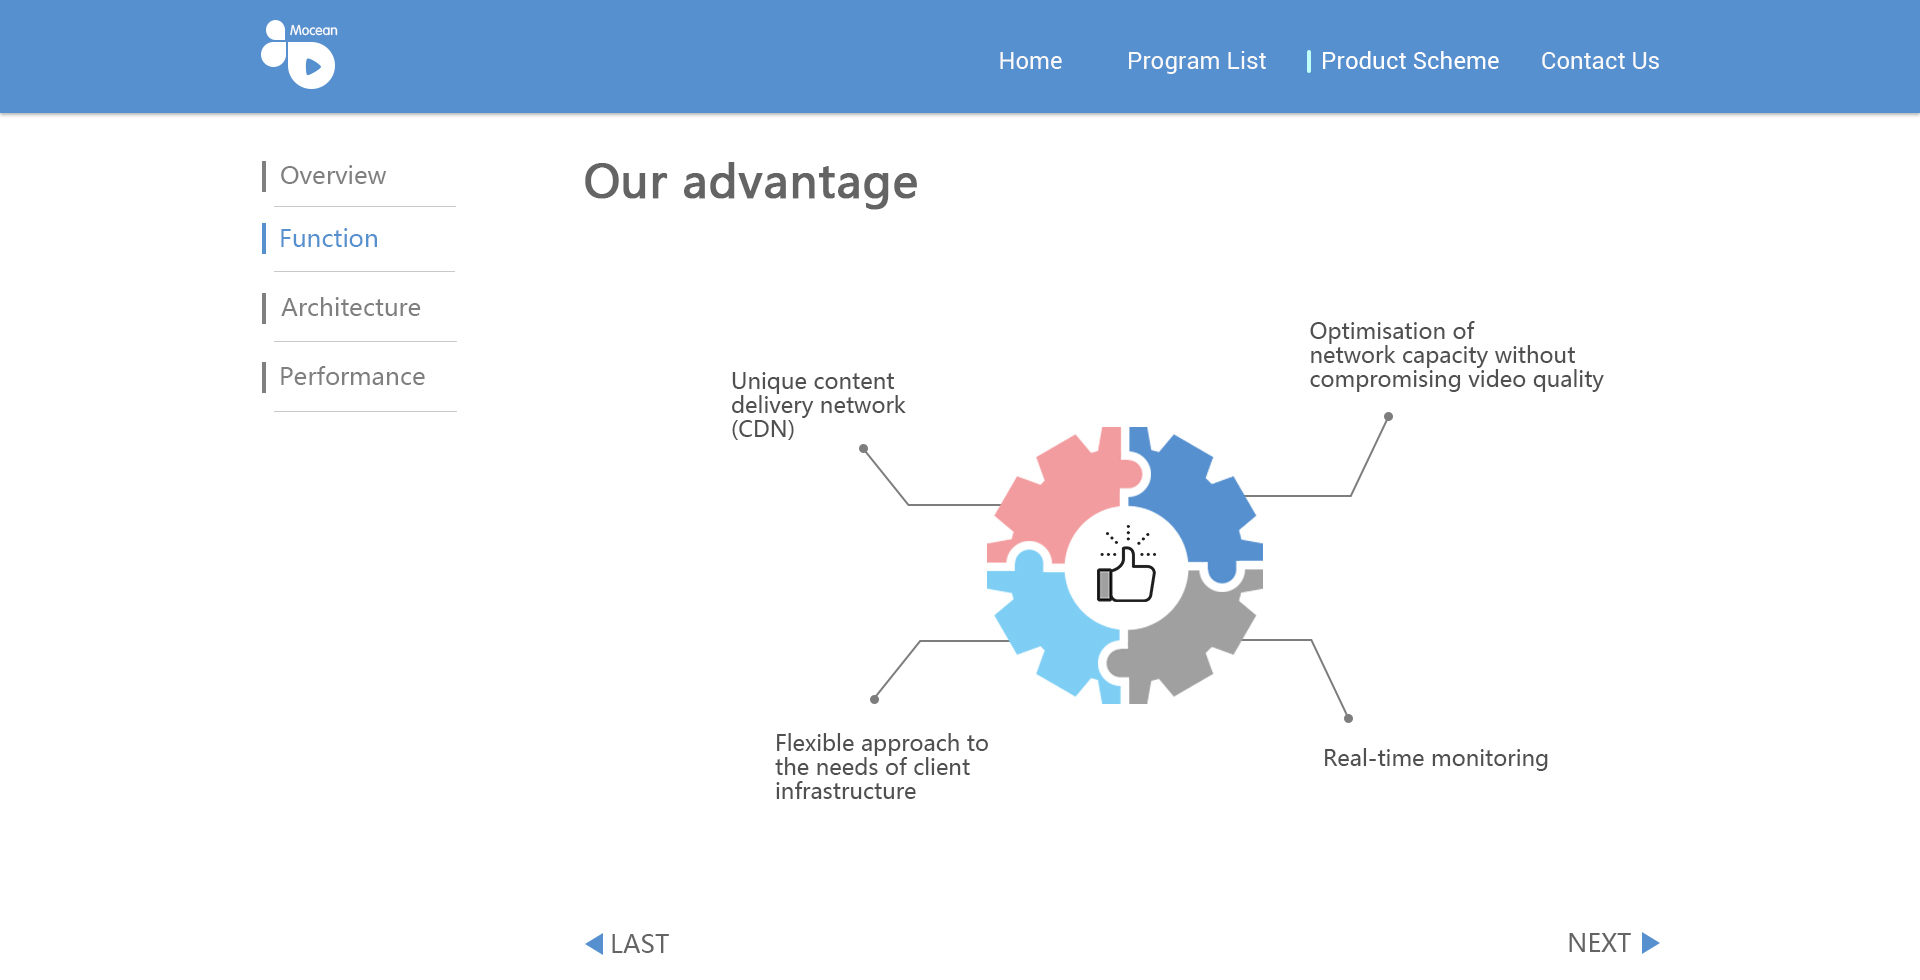 Mocean
Home
Program List
Product Scheme
Contact Us
Overview
Function
Architecture
Performance
Our advantage
Unique content
delivery network
(CDN)
Optimisation of
network capacity without
compromising video quality
Flexible approach to
the needs of client
infrastructure
Real-time monitoring
LAST
NEXT